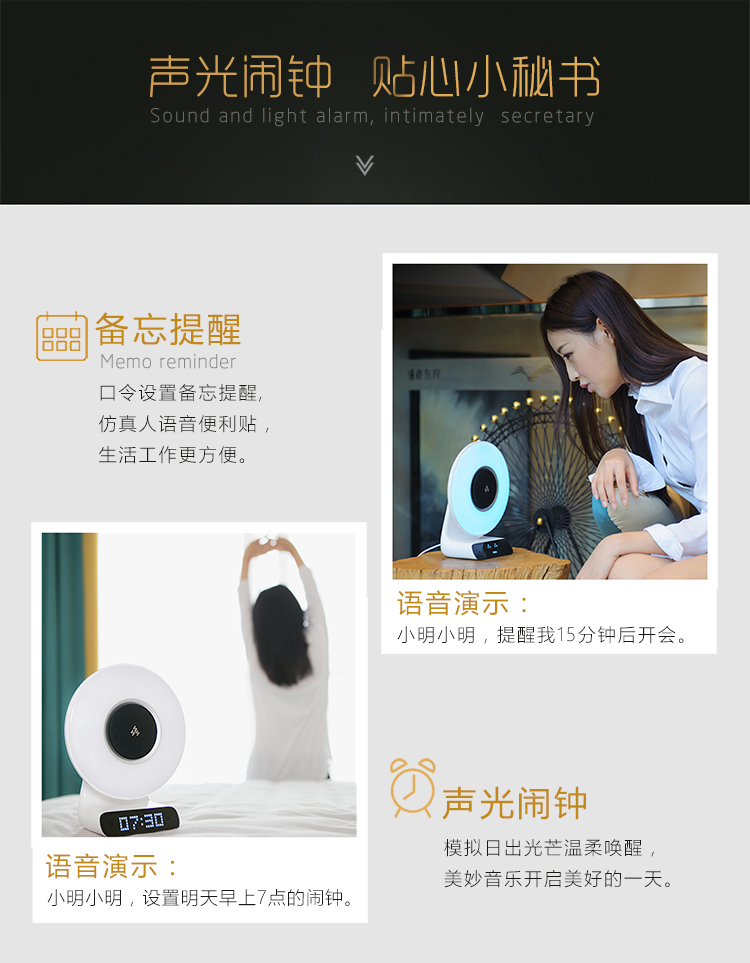 声光闹钟 贴心小秘书
Sound and light alarm, intimately secretary
备忘提醒
Memo reminder
口令设置备忘提醒,
仿真人语音便利贴，
生活工作更方便。
语音演示：
小明小明，提醒我15分钟后开会。
07:30
语音演示：
小明小明，设置明天早上7点的闹钟。
声光闹钟
模拟日出光芒温柔唤醒，
美妙音乐开启美好的一天。